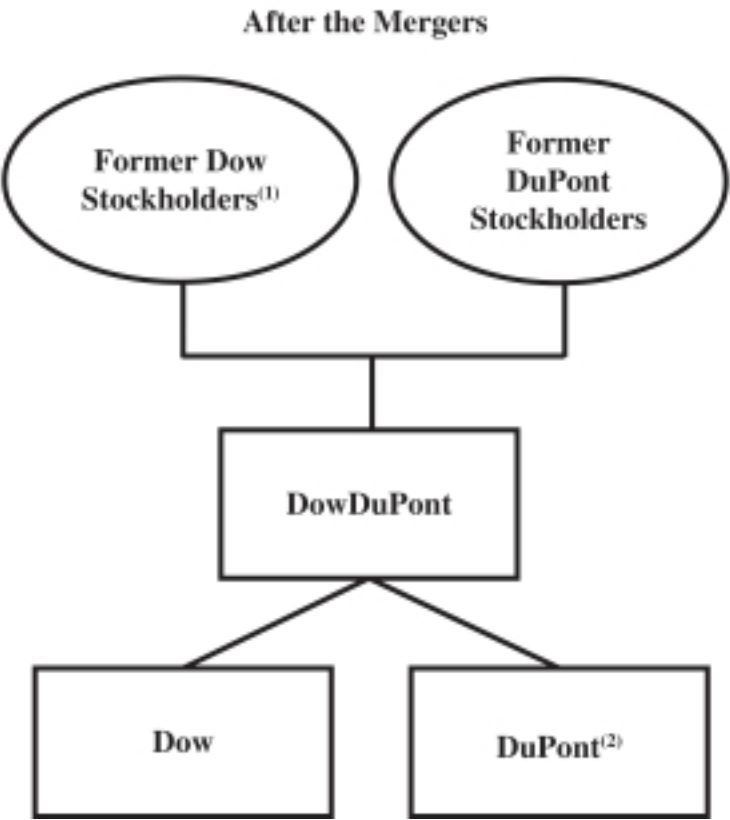 After the Mergers
Former Dow
Stockholders(1)
Former
DuPont
Stockholders
DowDuPont
Dow
DuPont(2)